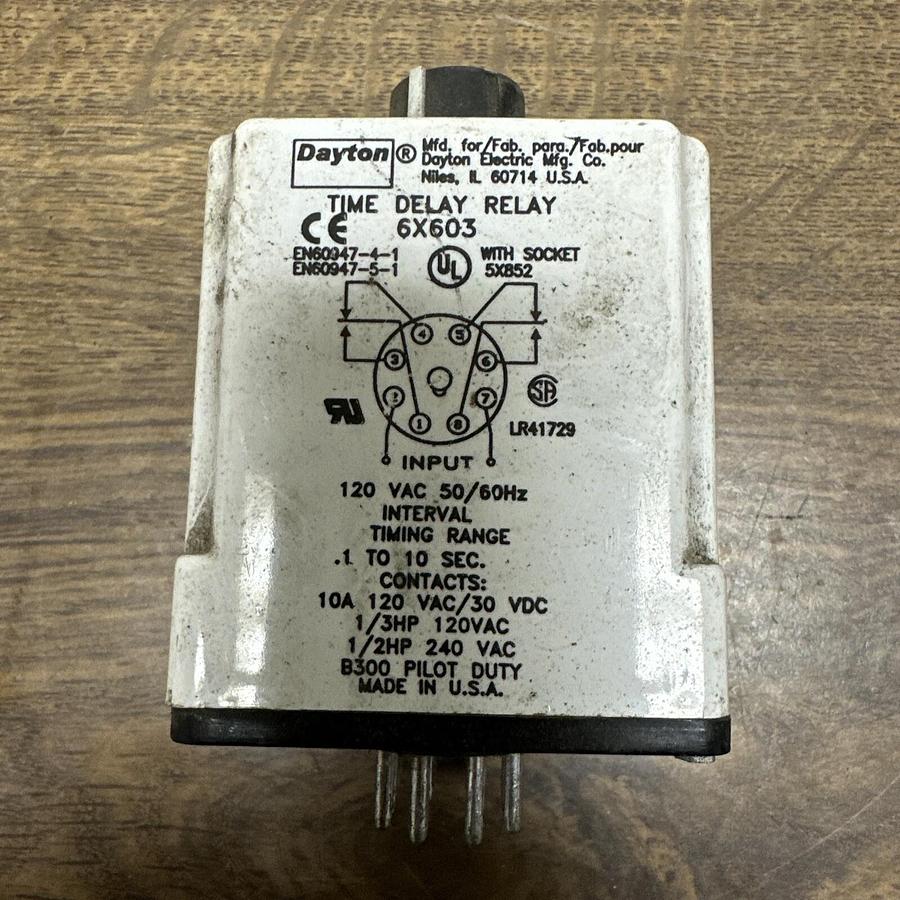 Dayton® Mfd. for/Fab. para./Fab.pour
Dayton Electric Mfg. Co.
Niles, IL 60714 U.S.A.
TIME DELAY RELAY
CE 6X603
EN60947-4-1 UL WITH SOCKET
EN60947-5-1 5X852
4 5
3 6
2 7
1 8
SA
RU LR41729
INPUT
120 VAC 50/60Hz
INTERVAL
TIMING RANGE
.1 TO 10 SEC.
CONTACTS:
10A 120 VAC/30 VDC
1/3HP 120VAC
1/2HP 240 VAC
B300 PILOT DUTY
MADE IN U.S.A.